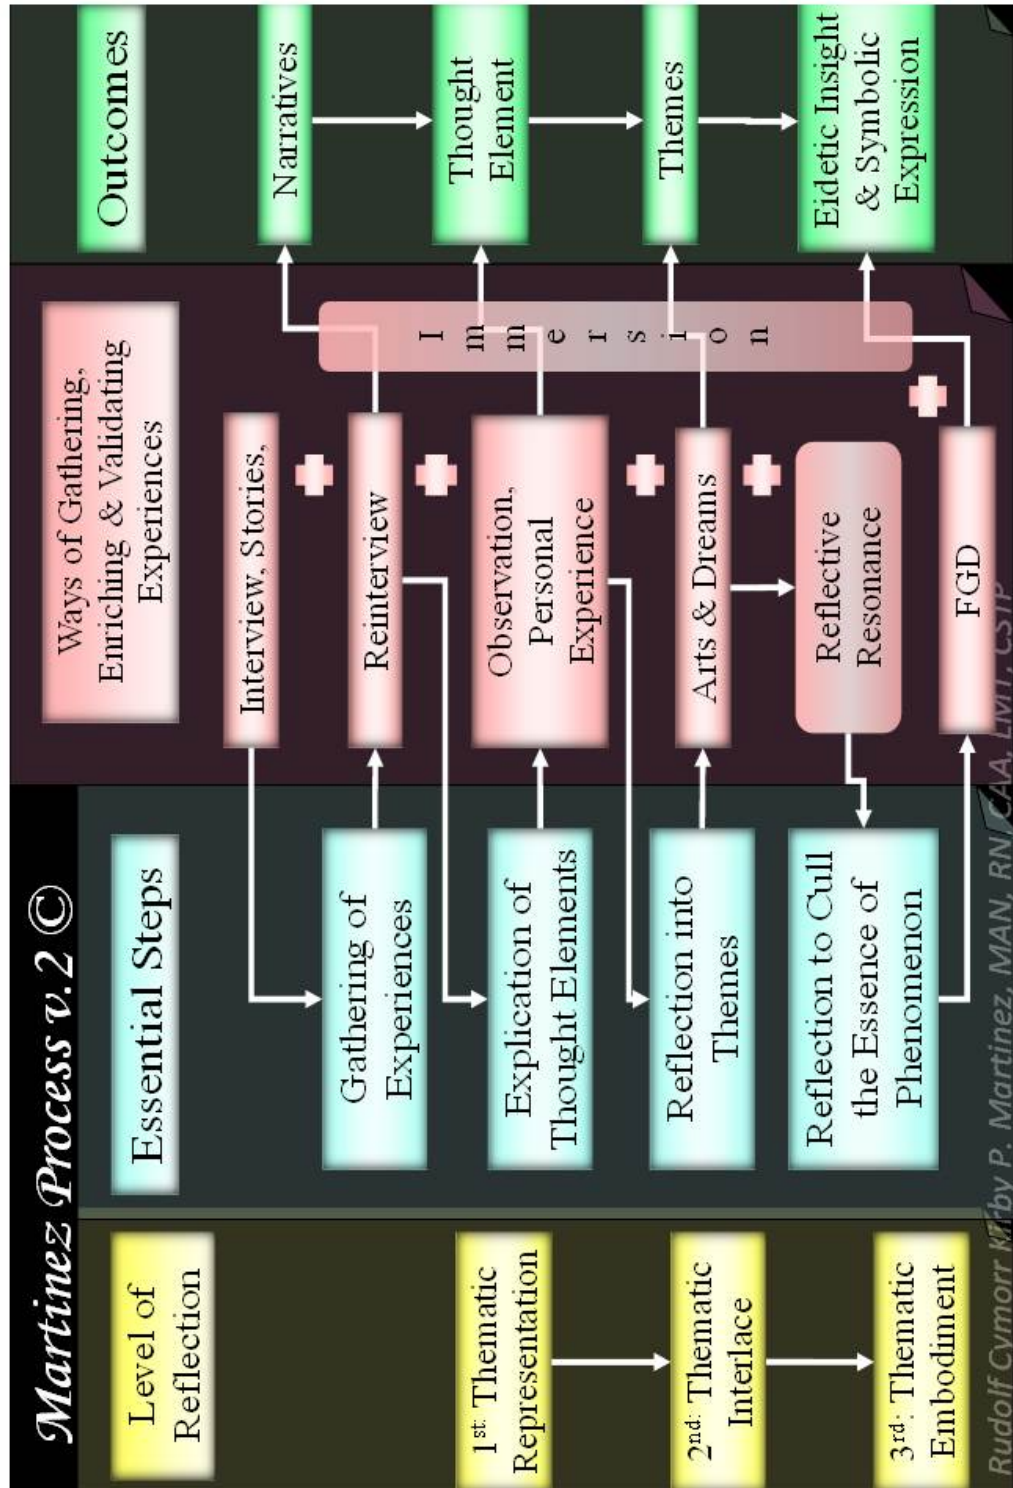 Martinez Process v.2 ©
Level of
Reflection
1st: Thematic
Representation
2nd: Thematic
Interlace
3rd: Thematic
Embodiment
Essential Steps
Gathering of
Experiences
Explication of
Thought Elements
Reflection into
Themes
Reflection to Cull
the Essence of
Phenomenon
Ways of Gathering,
Enriching & Validating
Experiences
Interview, Stories,
Reinterview
Observation,
Personal
Experience
Arts & Dreams
Reflective
Resonance
FGD
Immersion
Outcomes
Narratives
Thought
Element
Themes
Eidetic Insight
& Symbolic
Expression
Rudolf Cymorr Kirby P. Martinez, MAN, RN, CAA, LMT, CSTP